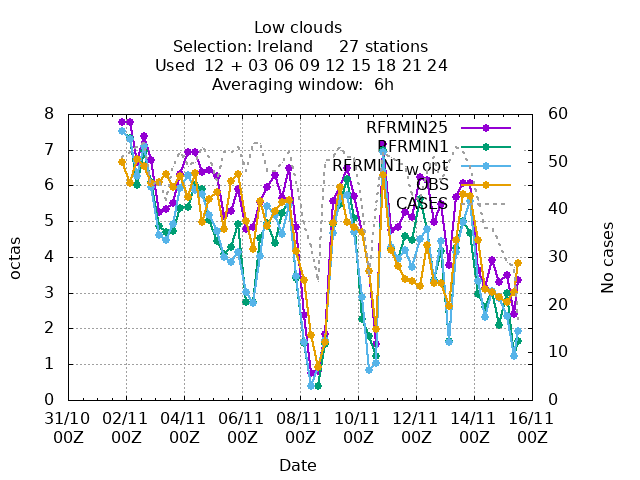 Low clouds
Selection: Ireland 27 stations
Used 12 + 03 06 09 12 15 18 21 24
Averaging window: 6h
8 60
RFRMIN25
7 RFRMIN1 50
RFRMIN1_W opt
6 OBS
CASES 40
5
4 30
3
20
2
10
1
0 0
octas
No cases
31/10 02/11 04/11 06/11 08/11 10/11 12/11 14/11 16/11
00Z 00Z 00Z 00Z 00Z 00Z 00Z 00Z 00Z
Date